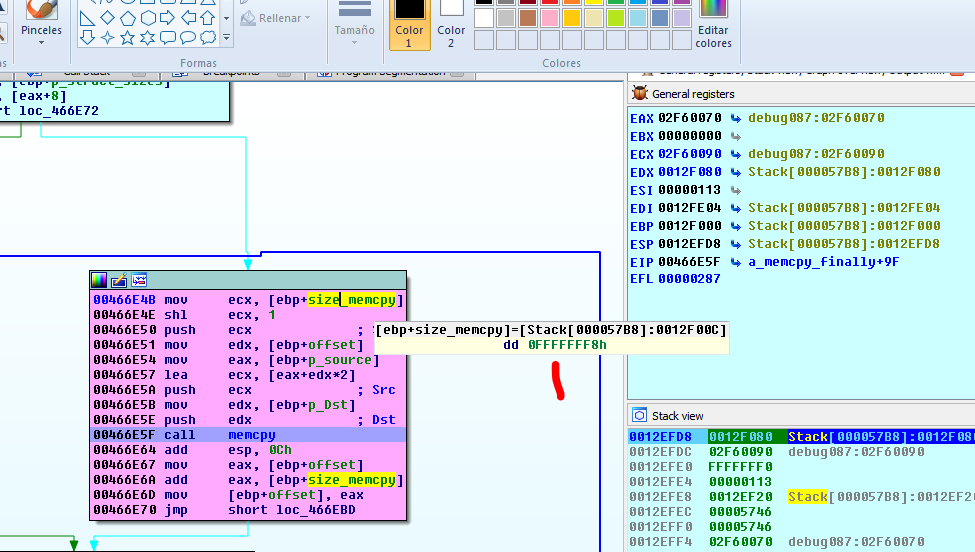 Pinceles
Rellenar
Tamaño
Color
1
Color
2
Editar
colores
Formas
Colores
, [eax+8]
rt loc_466E72
General registers
EAX 02F60070 debug087:02F60070
EBX 00000000
ECX 02F60090 debug087:02F60090
EDX 0012F080 Stack[000057B8]:0012F080
ESI 00000113
EDI 0012FE04 Stack[000057B8]:0012FE04
EBP 0012F000 Stack[000057B8]:0012F000
ESP 0012EFD8 Stack[000057B8]:0012EFD8
EIP 00466E5F a_memcpy_finally+9F
EFL 00000287
00466E4B mov ecx, [ebp+size_memcpy]
00466E4E shl ecx, 1
00466E50 push ecx ;
[ebp+size_memcpy]=[Stack[000057B8]:0012F00C]
dd 0FFFFFFF8h
00466E51 mov edx, [ebp+offset]
00466E54 mov eax, [ebp+p_source]
00466E57 lea ecx, [eax+edx*2]
00466E5A push ecx ; Src
00466E5B mov edx, [ebp+p_Dst]
00466E5E push edx ; Dst
00466E5F call memcpy
00466E64 add esp, 0Ch
00466E67 mov eax, [ebp+offset]
00466E6A add eax, [ebp+size_memcpy]
00466E6D mov [ebp+offset], eax
00466E70 jmp short loc_466EBD
Stack view
0012EFD8 0012F080 Stack[000057B8]:0012F080
0012EFDC 02F60090 debug087:02F60090
0012EFE0 FFFFFFF0
0012EFE4 00000113
0012EFE8 0012EF20 Stack[000057B8]:0012EF2
0012EFEC 00005746
0012EFF0 00005746
0012EFF4 02F60070 debug087:02F60070